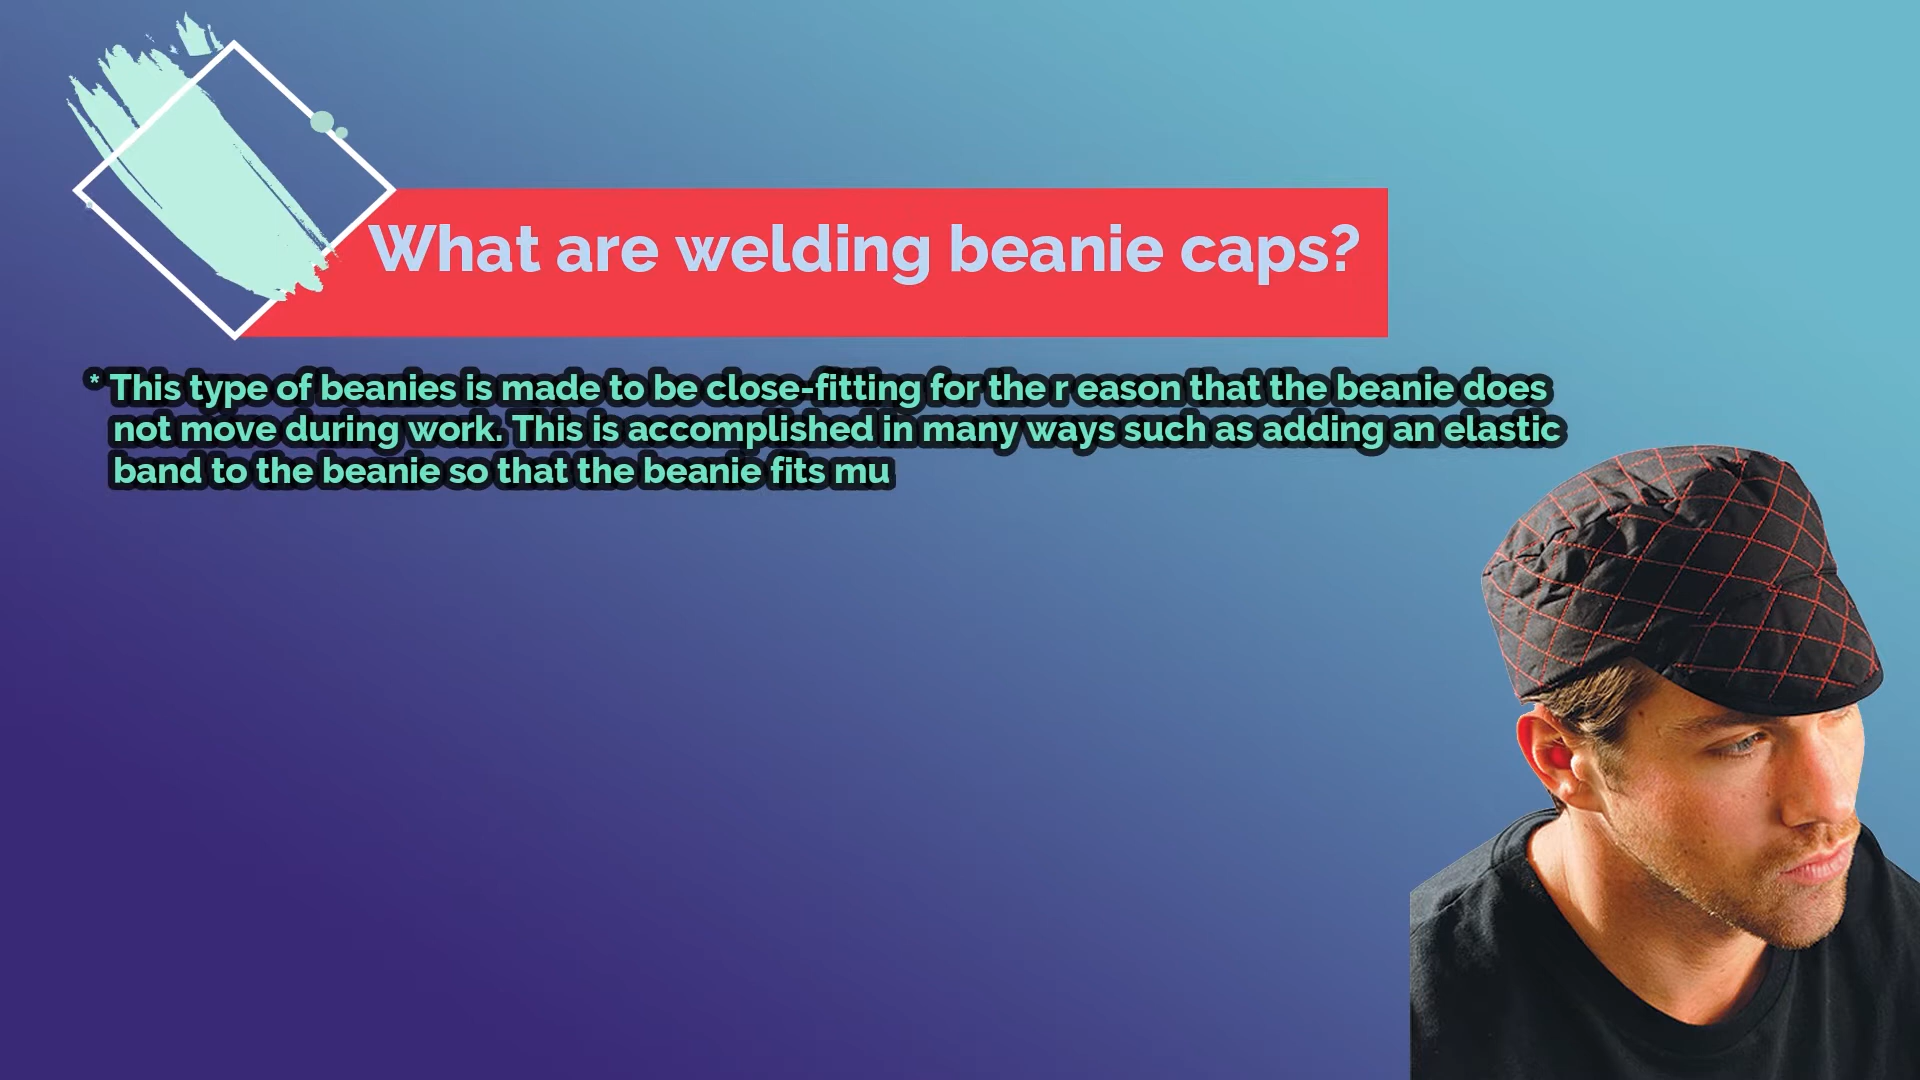 What are welding beanie caps?
* This type of beanies is made to be close-fitting for the r eason that the beanie does
not move during work. This is accomplished in many ways such as adding an elastic
band to the beanie so that the beanie fits mu